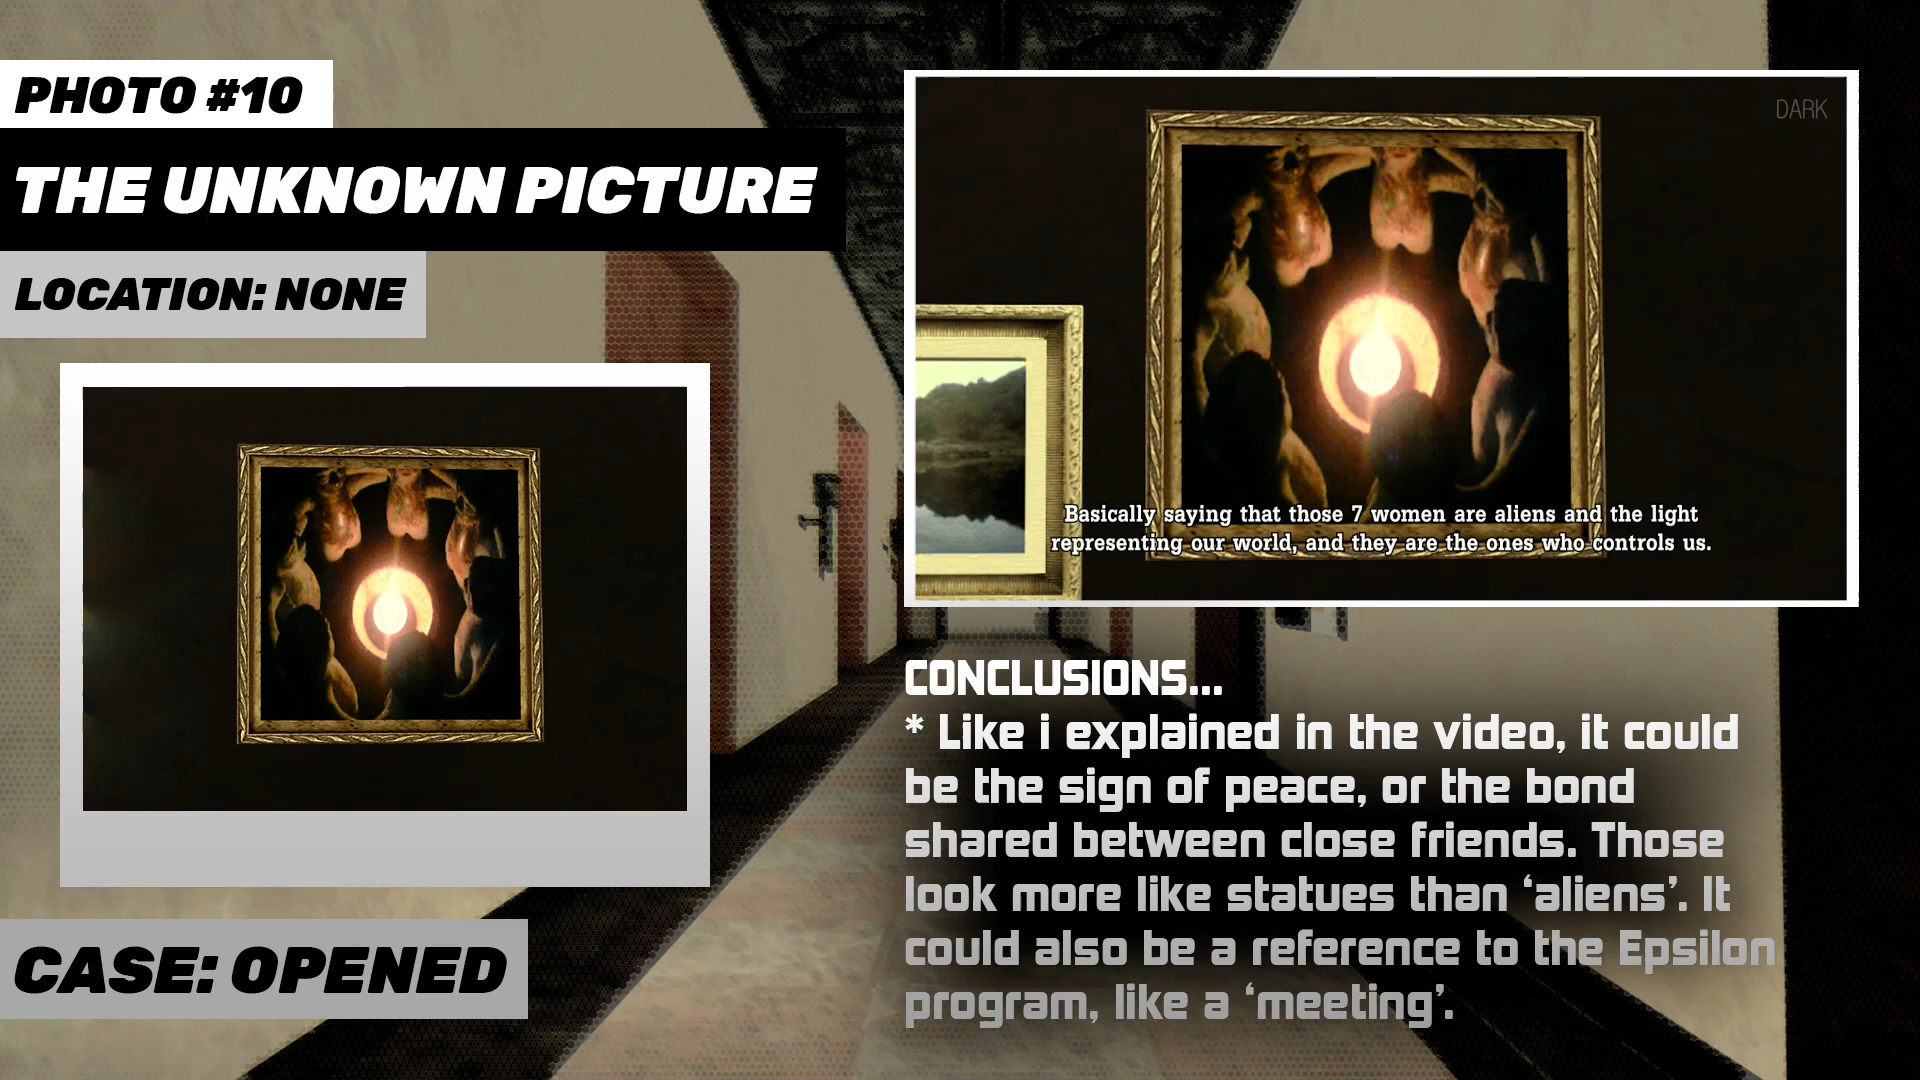 PHOTO #10
THE UNKNOWN PICTURE
LOCATION: NONE
CASE: OPENED
DARK
Basically saying that those 7 women are aliens and the light
representing our world, and they are the ones who controls us.
CONCLUSIONS...
* Like i explained in the video, it could
be the sign of peace, or the bond
shared between close friends. Those
look more like statues than ‘aliens’. It
could also be a reference to the Epsilon
program, like a ‘meeting’.